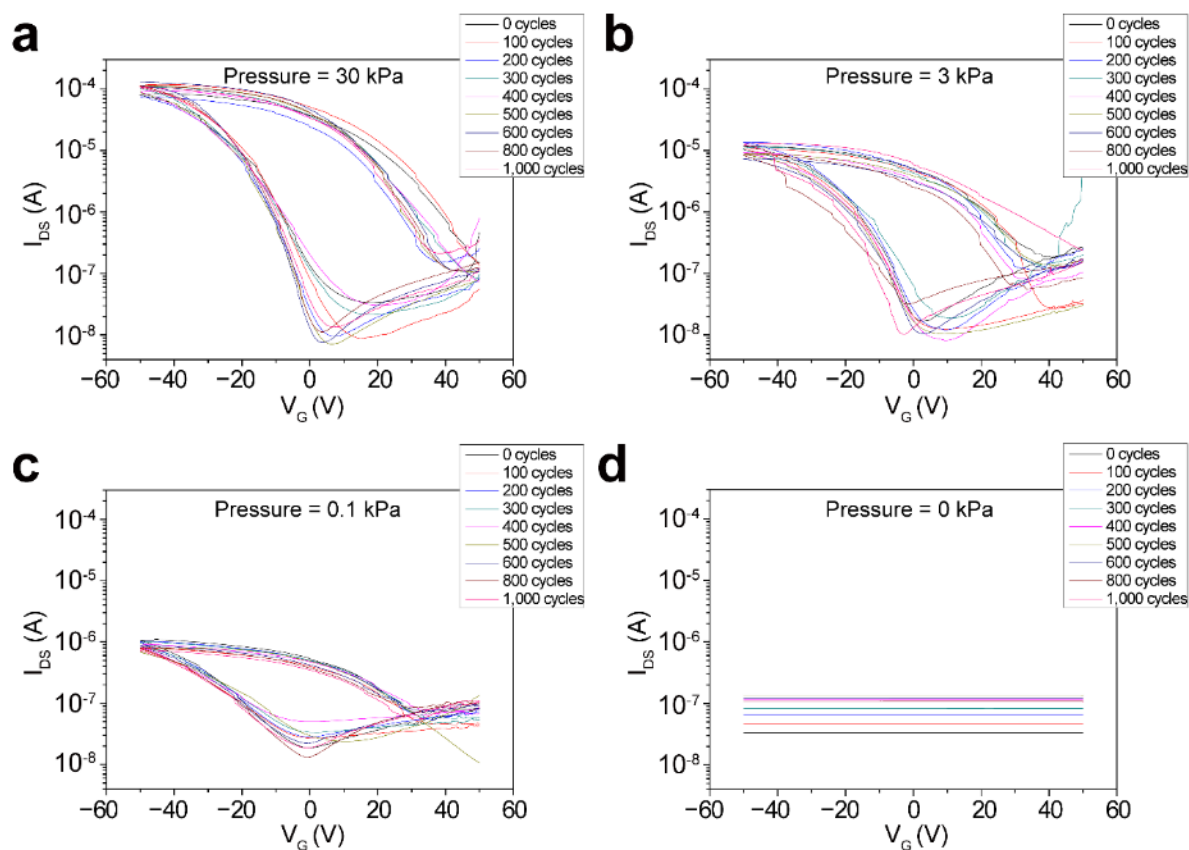 a
Pressure = 30 kPa
0 cycles
100 cycles
200 cycles
300 cycles
400 cycles
500 cycles
600 cycles
800 cycles
1,000 cycles
10⁻⁴
10⁻⁵
10⁻⁶
10⁻⁷
10⁻⁸
I_DS (A)
−60 −40 −20 0 20 40 60
V_G (V)
b
Pressure = 3 kPa
0 cycles
100 cycles
200 cycles
300 cycles
400 cycles
500 cycles
600 cycles
800 cycles
1,000 cycles
10⁻⁴
10⁻⁵
10⁻⁶
10⁻⁷
10⁻⁸
I_DS (A)
−60 −40 −20 0 20 40 60
V_G (V)
c
Pressure = 0.1 kPa
0 cycles
100 cycles
200 cycles
300 cycles
400 cycles
500 cycles
600 cycles
800 cycles
1,000 cycles
10⁻⁴
10⁻⁵
10⁻⁶
10⁻⁷
10⁻⁸
I_DS (A)
−60 −40 −20 0 20 40 60
V_G (V)
d
Pressure = 0 kPa
0 cycles
100 cycles
200 cycles
300 cycles
400 cycles
500 cycles
600 cycles
800 cycles
1,000 cycles
10⁻⁴
10⁻⁵
10⁻⁶
10⁻⁷
10⁻⁸
I_DS (A)
−60 −40 −20 0 20 40 60
V_G (V)